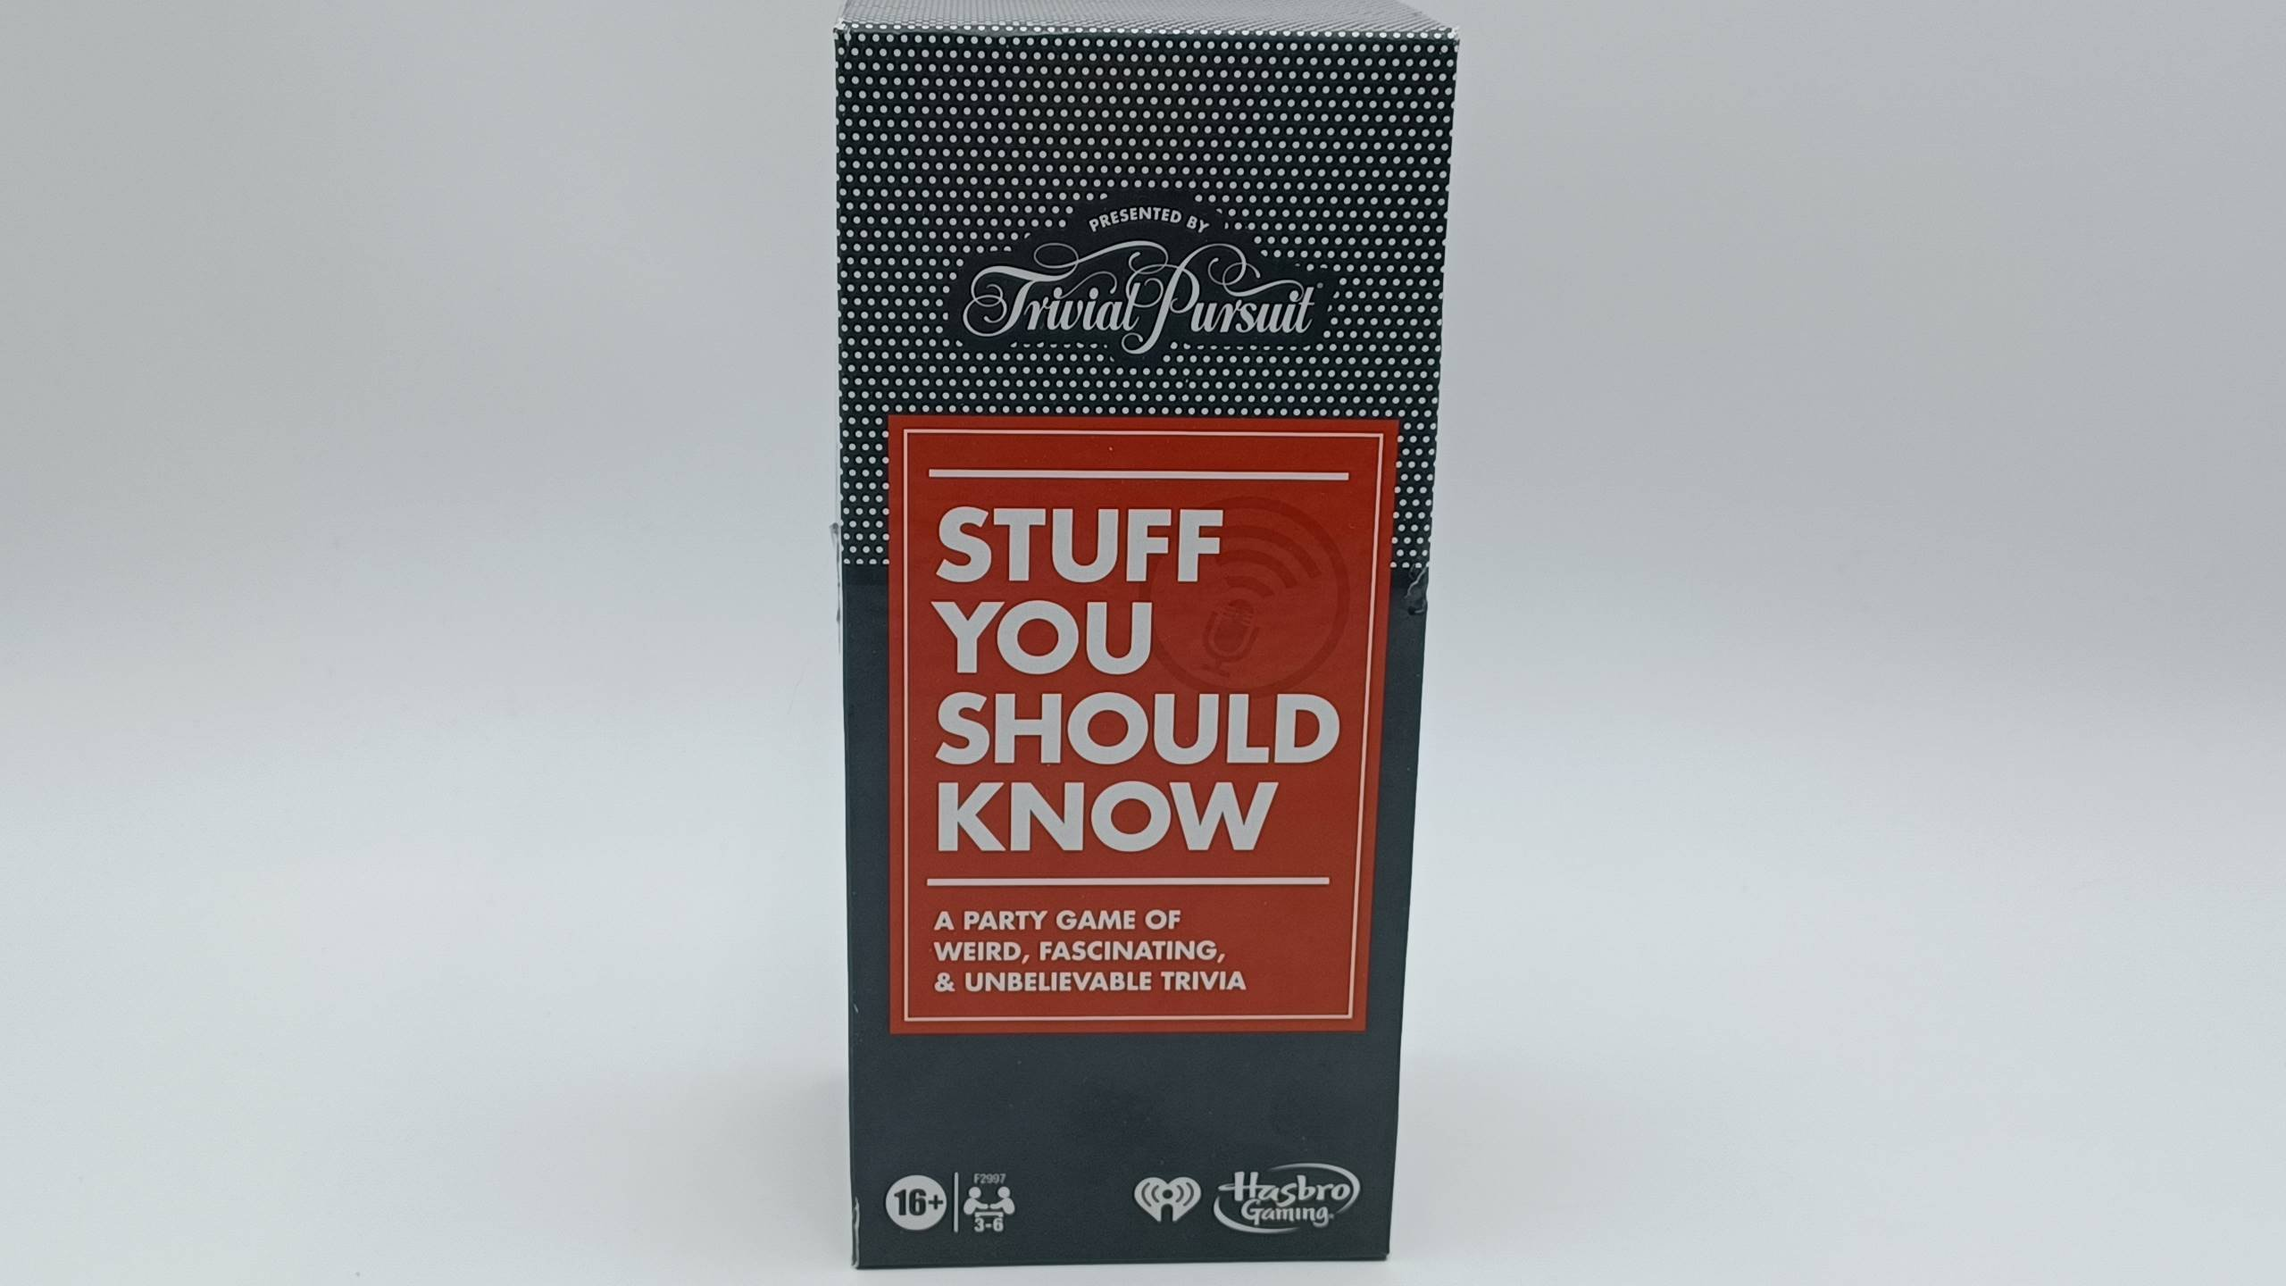 PRESENTED BY
Trivial Pursuit
STUFF
YOU
SHOULD
KNOW
A PARTY GAME OF
WEIRD, FASCINATING,
& UNBELIEVABLE TRIVIA
16+
F2997
3-6
Hasbro
Gaming